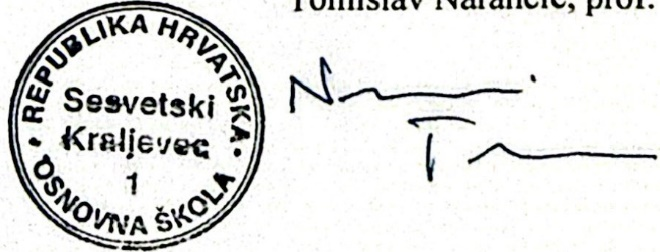 Tomislav Narančić, prof.
REPUBLIKA HRVATSKA
Sesvetski
Kraljevec
1
OSNOVNA ŠKOLA